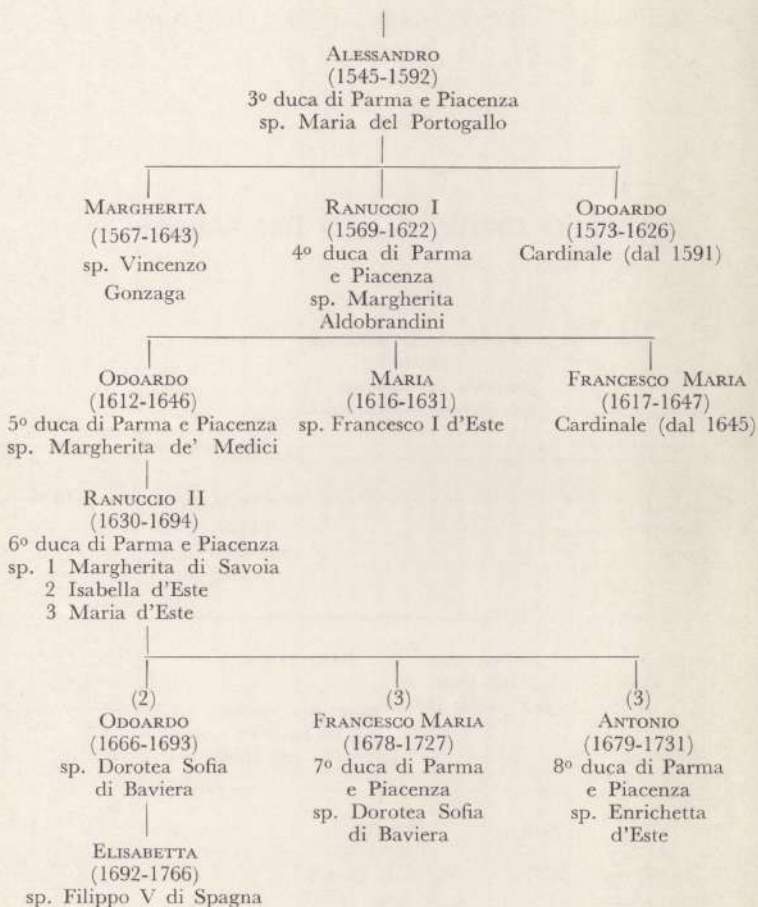 ALESSANDRO
(1545-1592)
3º duca di Parma e Piacenza
sp. Maria del Portogallo
MARGHERITA
(1567-1643)
sp. Vincenzo
Gonzaga
RANUCCIO I
(1569-1622)
4º duca di Parma
e Piacenza
sp. Margherita
Aldobrandini
ODOARDO
(1573-1626)
Cardinale (dal 1591)
ODOARDO
(1612-1646)
5º duca di Parma e Piacenza
sp. Margherita de' Medici
MARIA
(1616-1631)
sp. Francesco I d'Este
FRANCESCO MARIA
(1617-1647)
Cardinale (dal 1645)
RANUCCIO II
(1630-1694)
6º duca di Parma e Piacenza
sp. 1 Margherita di Savoia
2 Isabella d'Este
3 Maria d'Este
(2)
ODOARDO
(1666-1693)
sp. Dorotea Sofia
di Baviera
(3)
FRANCESCO MARIA
(1678-1727)
7º duca di Parma
e Piacenza
sp. Dorotea Sofia
di Baviera
(3)
ANTONIO
(1679-1731)
8º duca di Parma
e Piacenza
sp. Enrichetta
d'Este
ELISABETTA
(1692-1766)
sp. Filippo V di Spagna